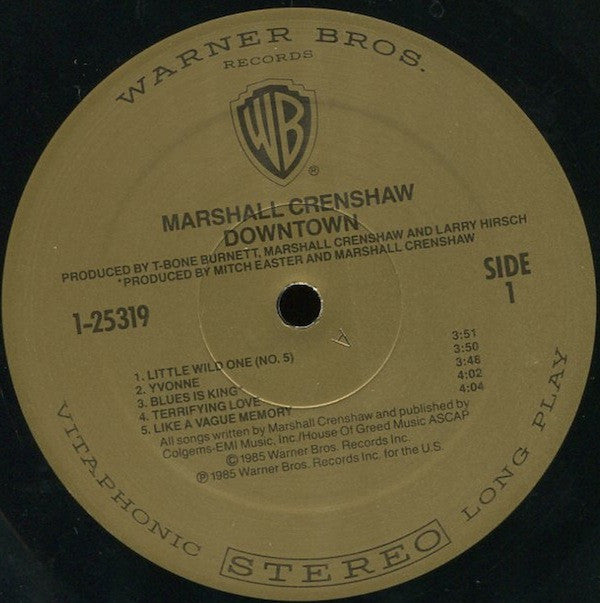 WARNER BROS.
RECORDS
WB
®
MARSHALL CRENSHAW
DOWNTOWN
PRODUCED BY T-BONE BURNETT, MARSHALL CRENSHAW AND LARRY HIRSCH
*PRODUCED BY MITCH EASTER AND MARSHALL CRENSHAW
1-25319
SIDE
1
A
1. LITTLE WILD ONE (NO. 5) 3:51
2. YVONNE 3:50
3. BLUES IS KING* 3:48
4. TERRIFYING LOVE 4:02
5. LIKE A VAGUE MEMORY 4:04
All songs written by Marshall Crenshaw and published by
Colgems-EMI Music, Inc./House Of Greed Music ASCAP
©1985 Warner Bros. Records Inc.
℗1985 Warner Bros. Records Inc. for the U.S.
VITAPHONIC STEREO LONG PLAY